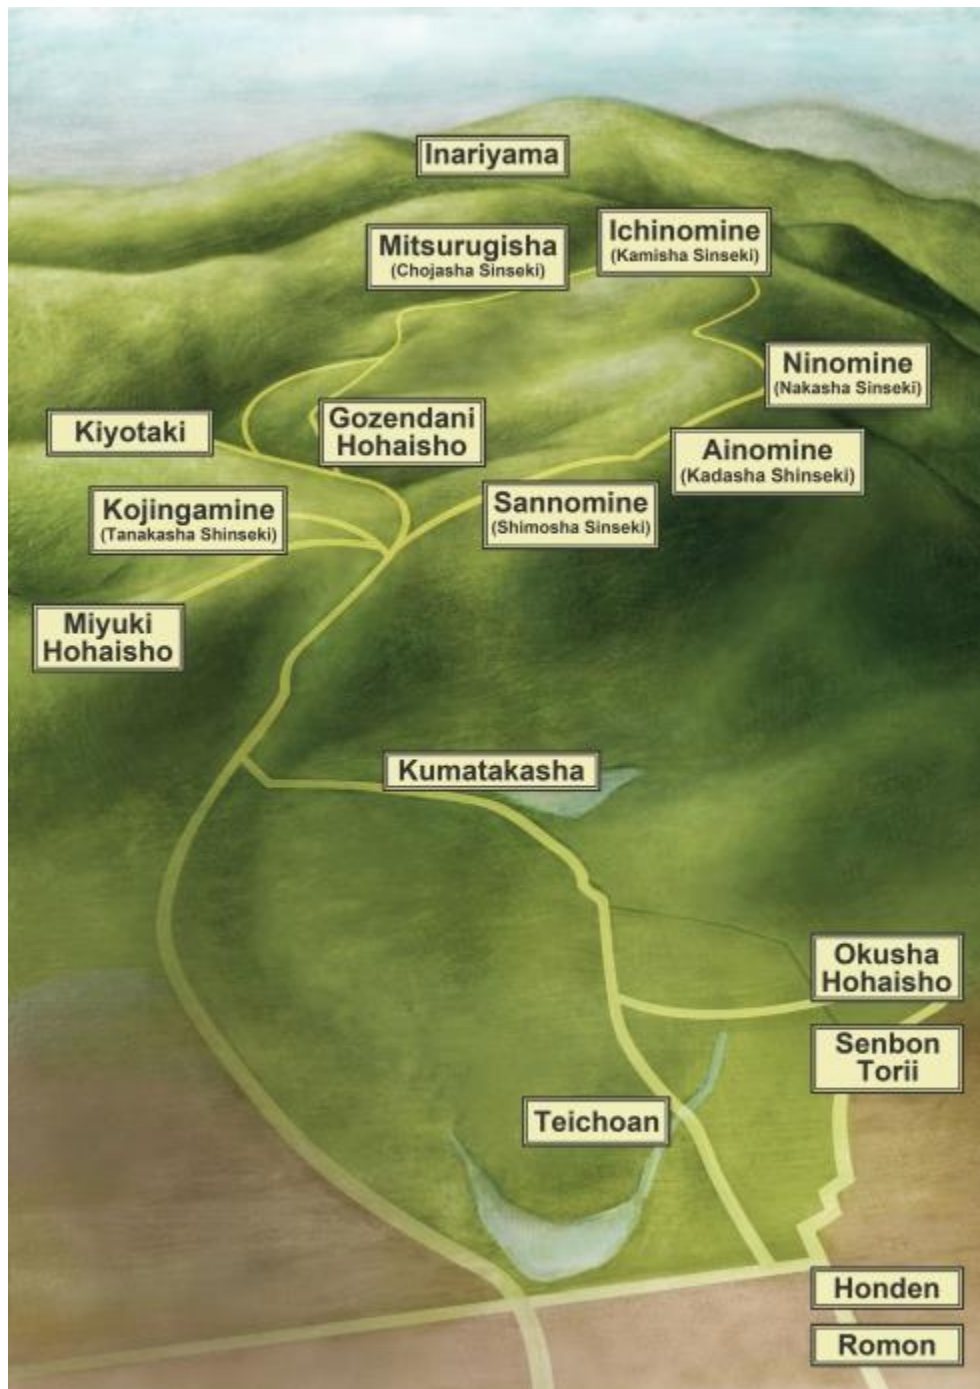 Inariyama
Mitsurugisha
(Chojasha Sinseki)
Ichinomine
(Kamisha Sinseki)
Ninomine
(Nakasha Sinseki)
Kiyotaki
Gozendani
Hohaisho
Ainomine
(Kadasha Shinseki)
Kojingamine
(Tanakasha Shinseki)
Sannomine
(Shimosha Sinseki)
Miyuki
Hohaisho
Kumatakasha
Okusha
Hohaisho
Senbon
Torii
Teichoan
Honden
Romon